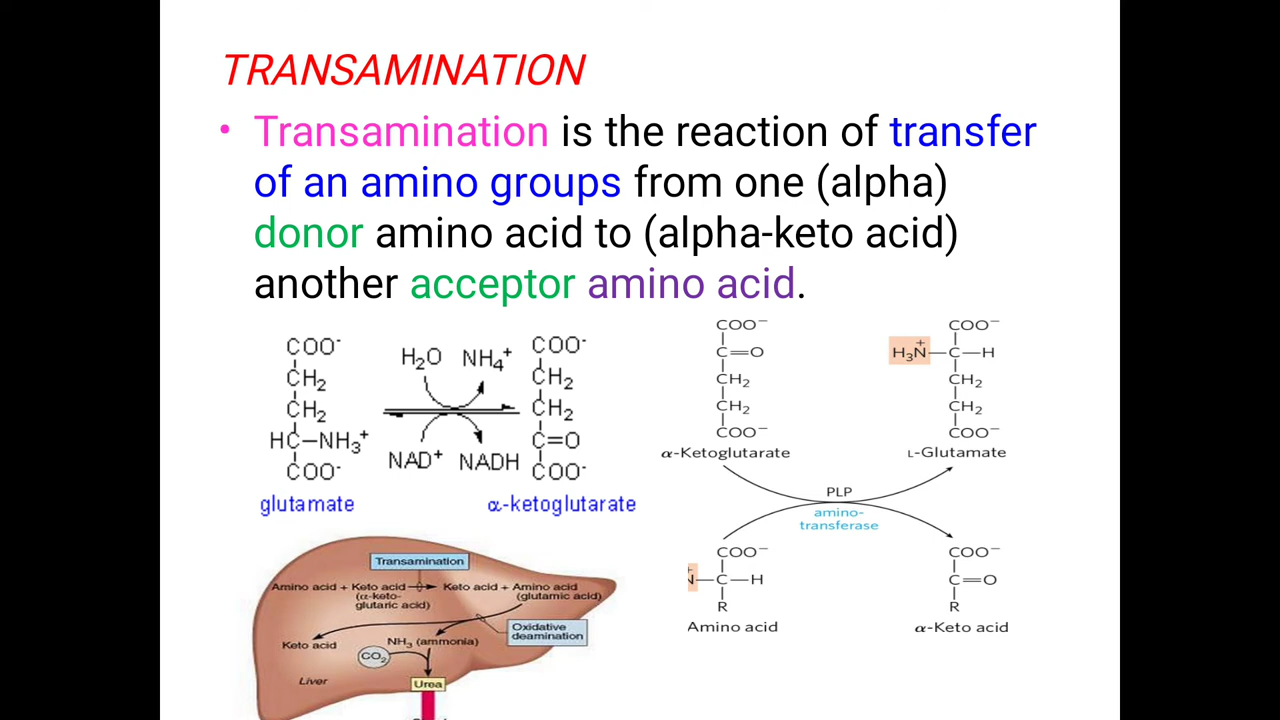 TRANSAMINATION
• Transamination is the reaction of transfer
of an amino groups from one (alpha)
donor amino acid to (alpha-keto acid)
another acceptor amino acid.
COO⁻
CH₂
CH₂
HC–NH₃⁺
COO⁻
glutamate
H₂O NH₄⁺
NAD⁺ NADH
COO⁻
CH₂
CH₂
C=O
COO⁻
α-ketoglutarate
COO⁻
C=O
CH₂
CH₂
COO⁻
α-Ketoglutarate
COO⁻
H₃N⁺–C–H
CH₂
CH₂
COO⁻
L-Glutamate
PLP
amino-
transferase
COO⁻
–C–H
R
Amino acid
COO⁻
C=O
R
α-Keto acid
Transamination
Amino acid + Keto acid → Keto acid + Amino acid
(α-keto- (glutamic acid)
glutaric acid)
Oxidative
deamination
Keto acid NH₃ (ammonia)
CO₂
Liver Urea